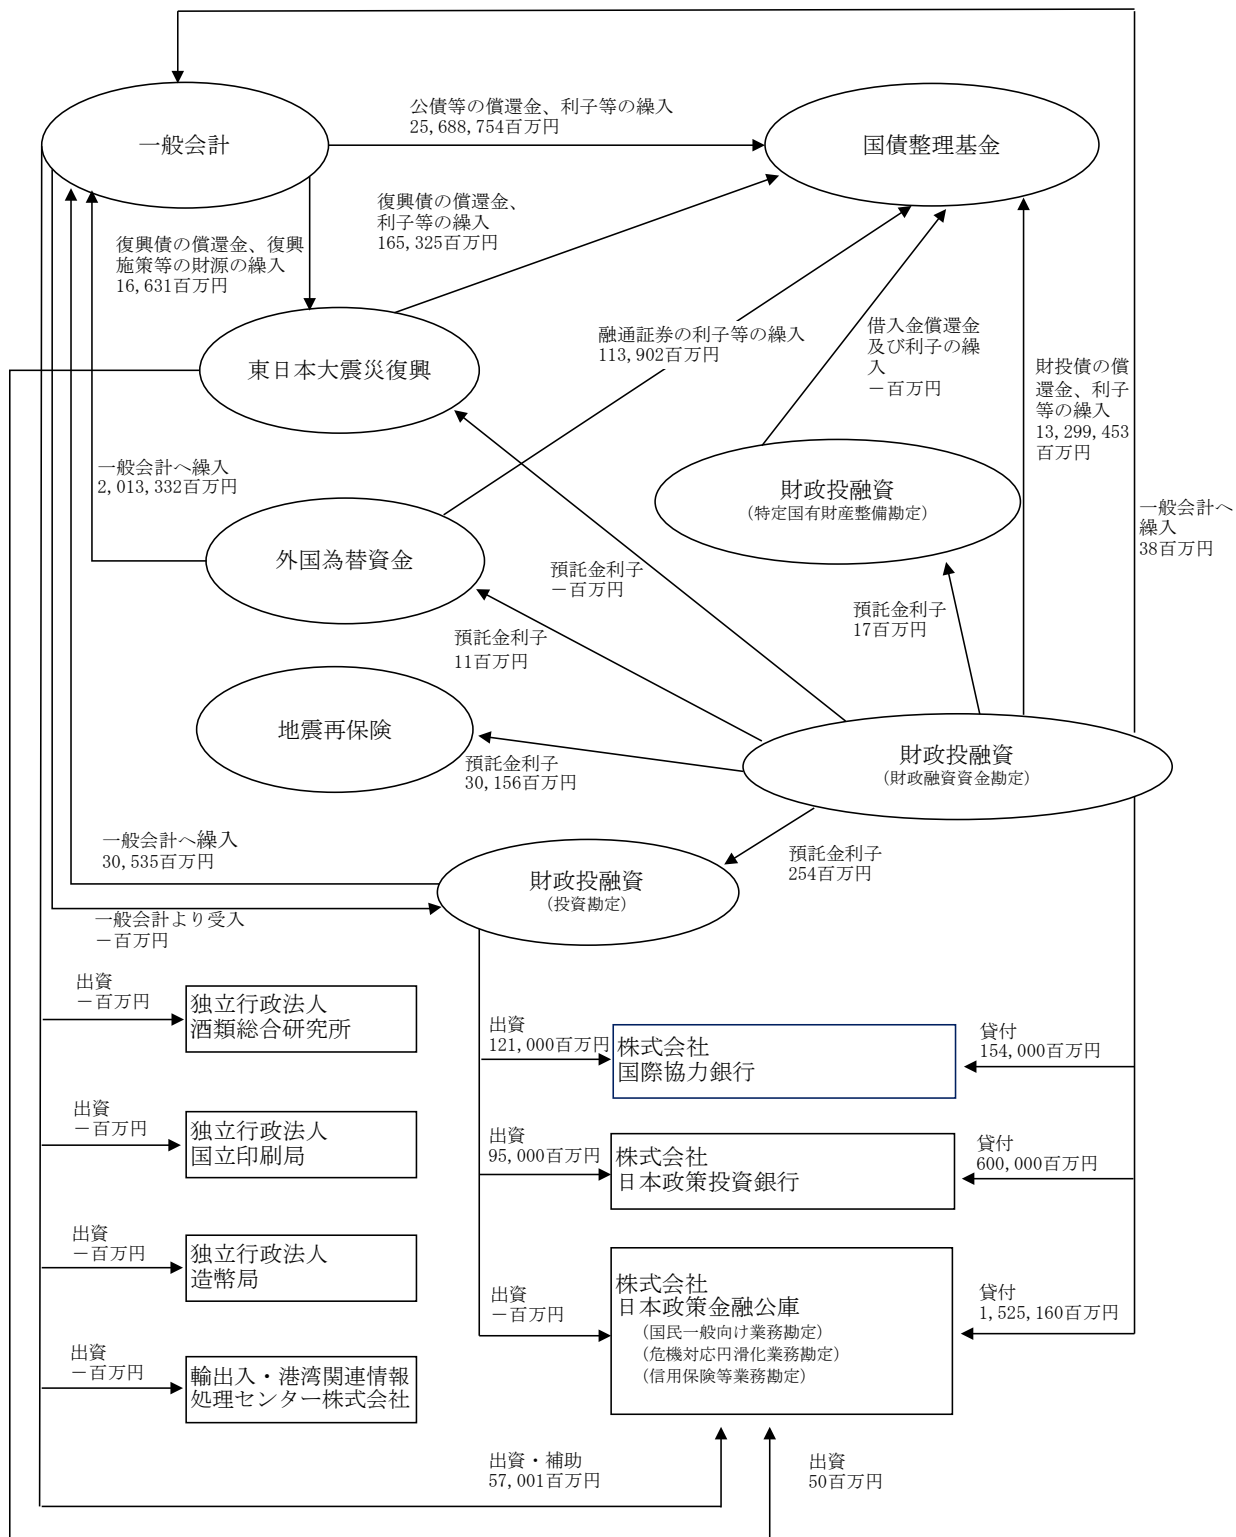 公債等の償還金、利子等の繰入
25,688,754百万円
一般会計
国債整理基金
復興債の償還金、
利子等の繰入
165,325百万円
復興債の償還金、復興
施策等の財源の繰入
16,631百万円
融通証券の利子等の繰入
113,902百万円
借入金償還金
及び利子の繰
入
－百万円
財投債の償
還金、利子
等の繰入
13,299,453
百万円
東日本大震災復興
一般会計へ繰入
2,013,332百万円
財政投融資
(特定国有財産整備勘定)
一般会計へ
繰入
38百万円
外国為替資金
預託金利子
－百万円
預託金利子
17百万円
預託金利子
11百万円
地震再保険
預託金利子
30,156百万円
財政投融資
(財政融資資金勘定)
一般会計へ繰入
30,535百万円
預託金利子
254百万円
財政投融資
(投資勘定)
一般会計より受入
－百万円
出資
－百万円
独立行政法人
酒類総合研究所
出資
121,000百万円
株式会社
国際協力銀行
貸付
154,000百万円
出資
－百万円
独立行政法人
国立印刷局
出資
95,000百万円
株式会社
日本政策投資銀行
貸付
600,000百万円
出資
－百万円
独立行政法人
造幣局
出資
－百万円
株式会社
日本政策金融公庫
(国民一般向け業務勘定)
(危機対応円滑化業務勘定)
(信用保険等業務勘定)
貸付
1,525,160百万円
出資
－百万円
輸出入・港湾関連情報
処理センター株式会社
出資・補助
57,001百万円
出資
50百万円